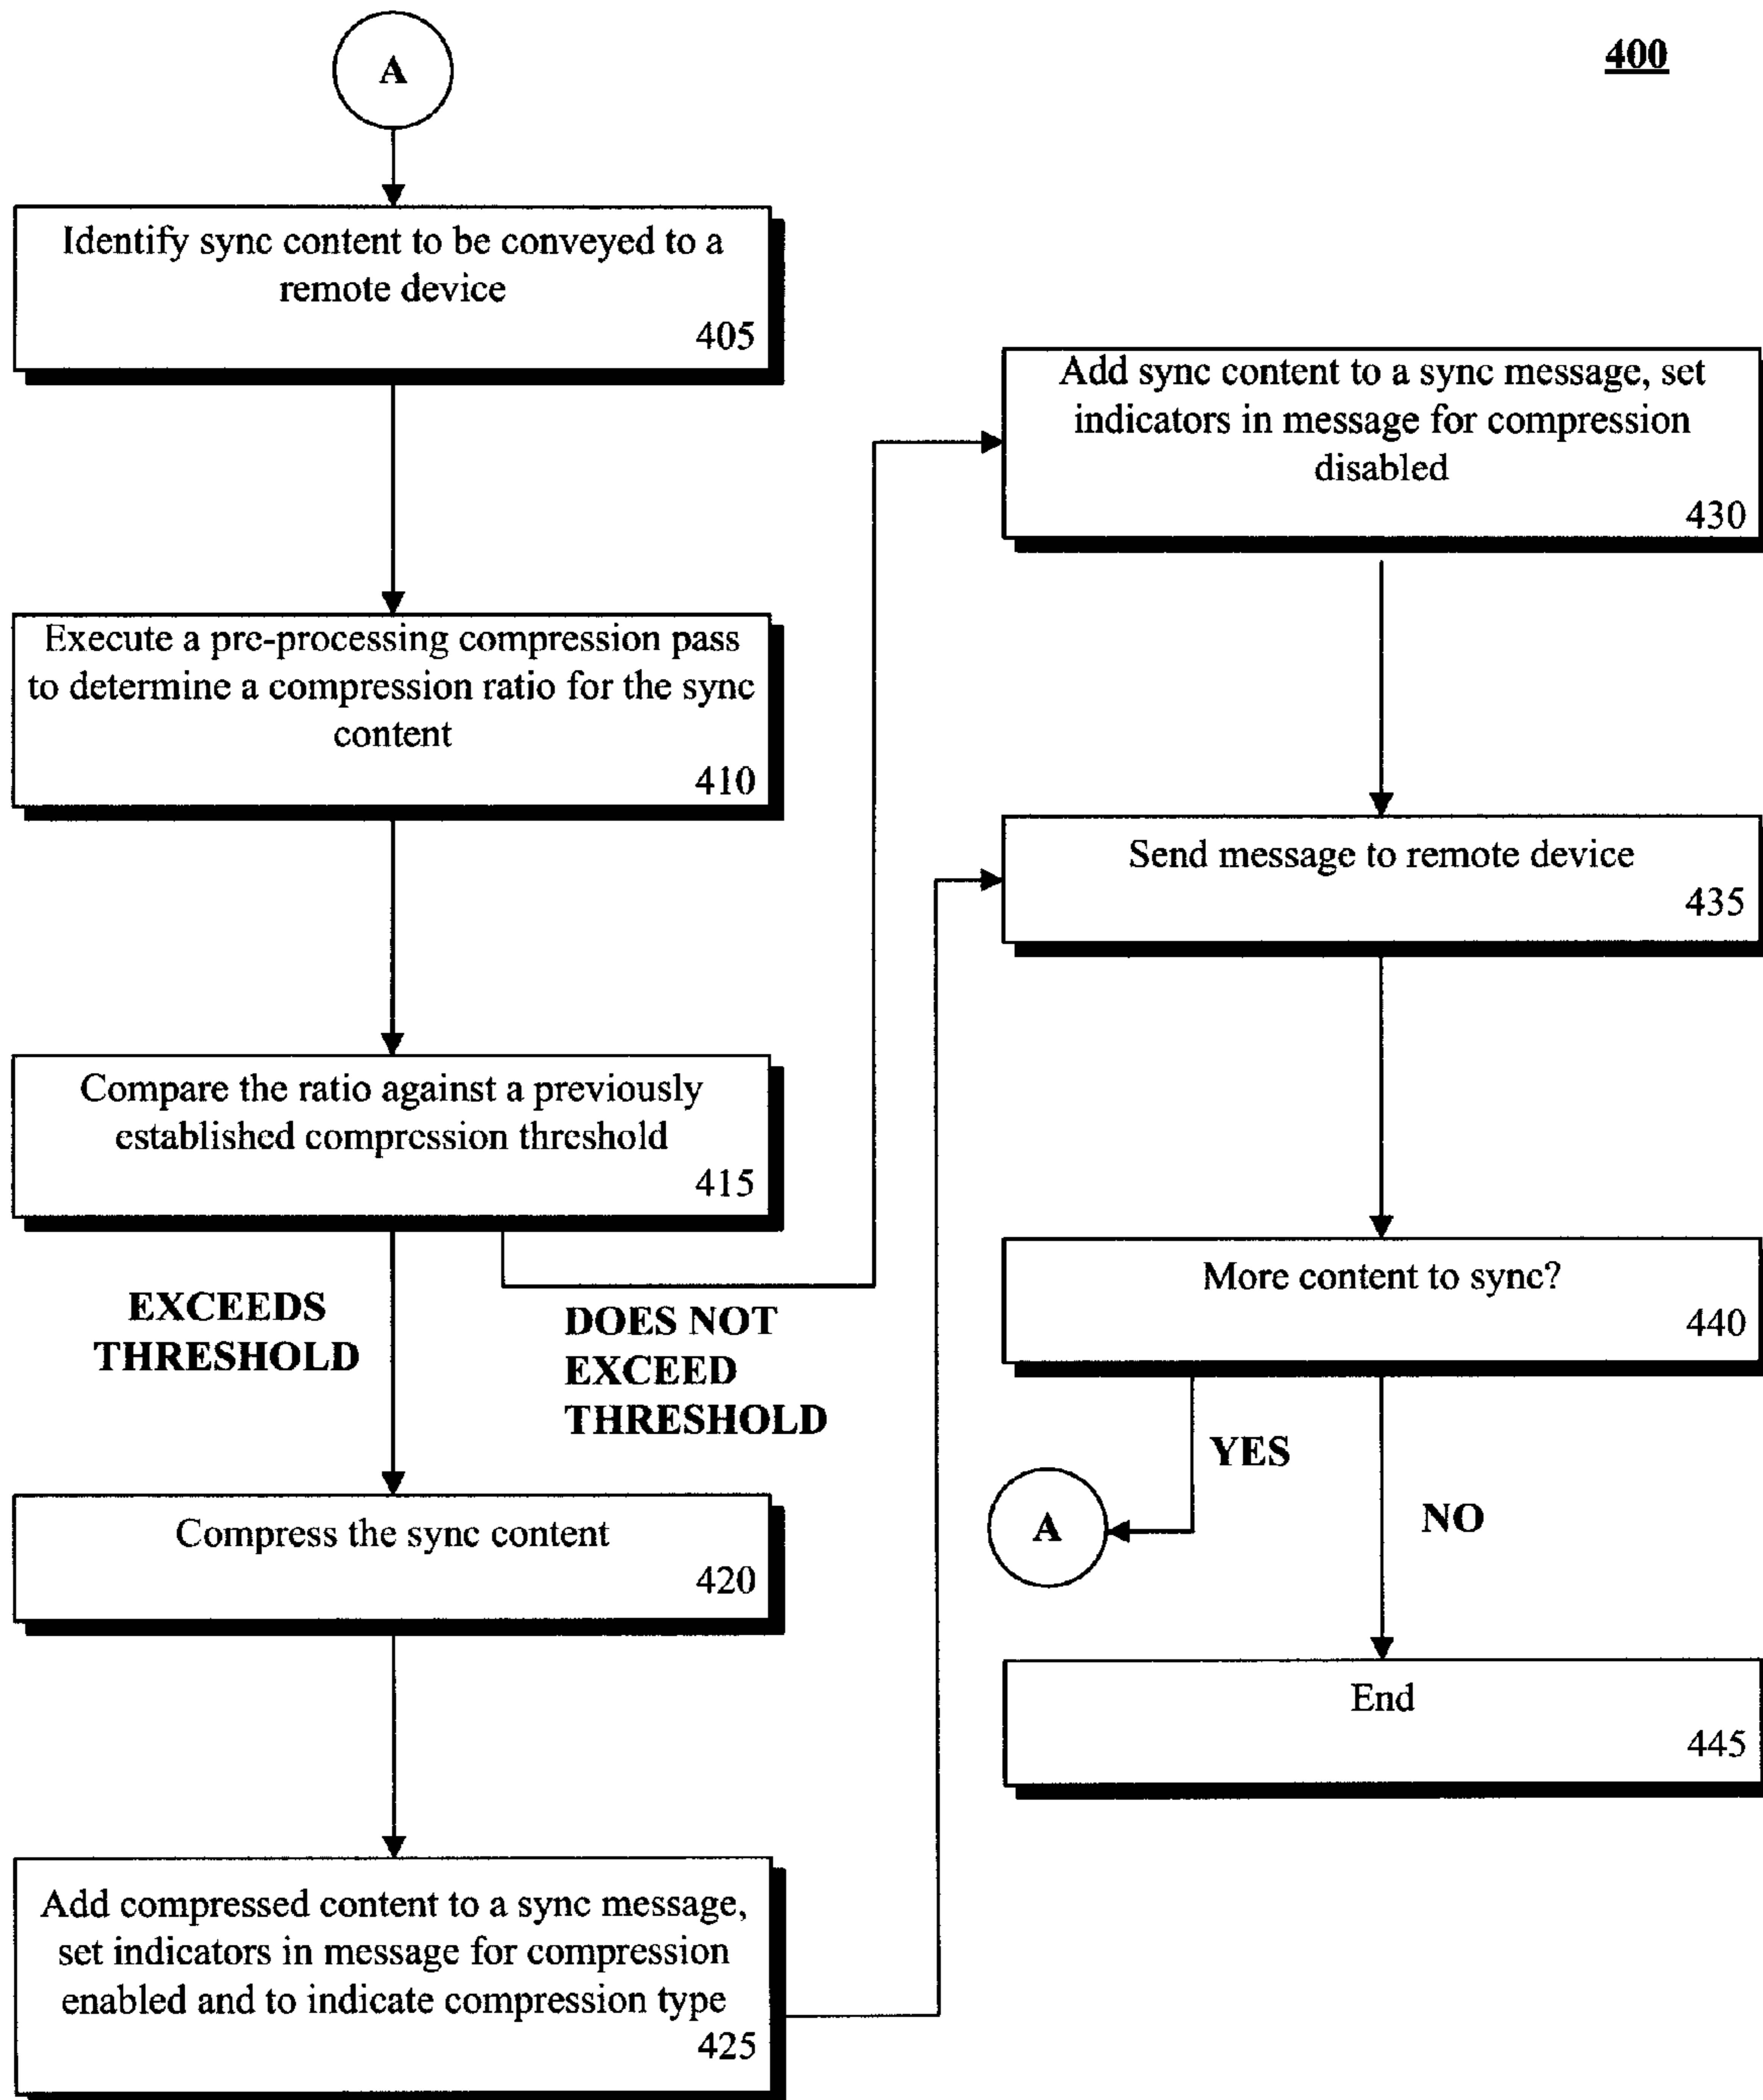 400
A
Identify sync content to be conveyed to a
remote device
405
Execute a pre-processing compression pass
to determine a compression ratio for the sync
content
410
Compare the ratio against a previously
established compression threshold
415
EXCEEDS
THRESHOLD
DOES NOT
EXCEED
THRESHOLD
Compress the sync content
420
Add compressed content to a sync message,
set indicators in message for compression
enabled and to indicate compression type
425
Add sync content to a sync message, set
indicators in message for compression
disabled
430
Send message to remote device
435
More content to sync?
440
YES
A
NO
End
445